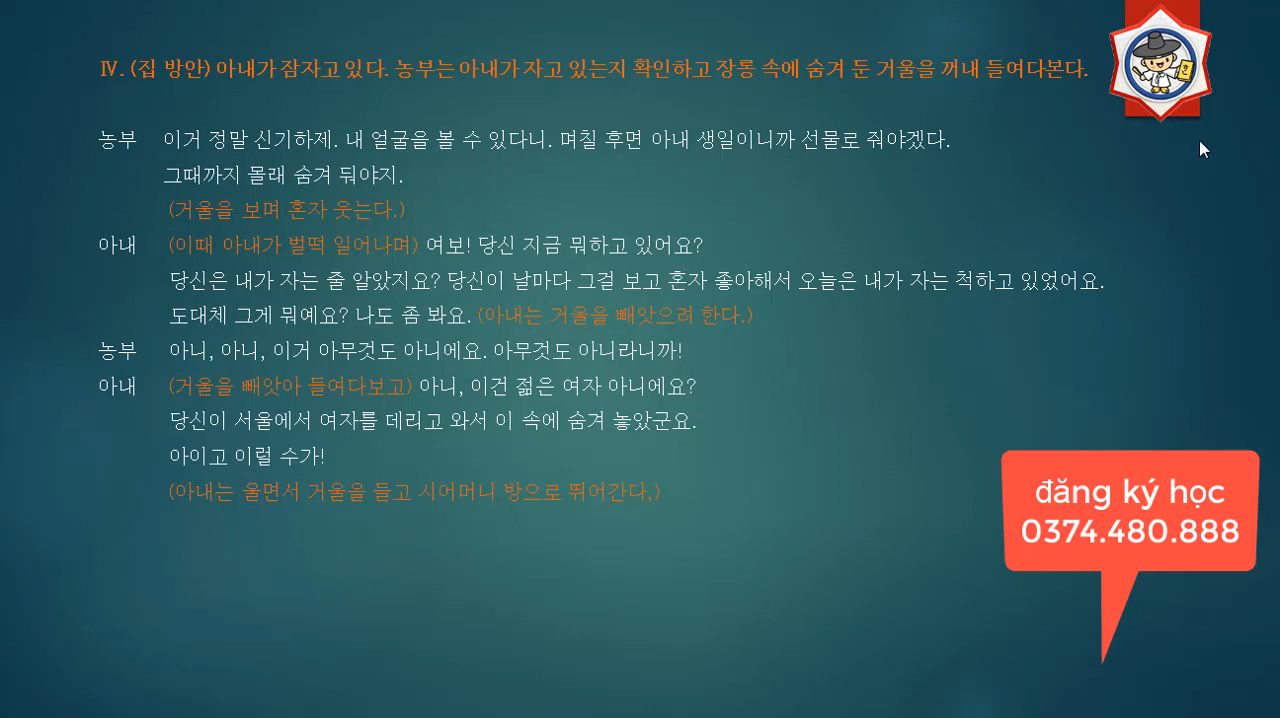 Ⅳ. (집 방안) 아내가 잠자고 있다. 농부는 아내가 자고 있는지 확인하고 장롱 속에 숨겨 둔 거울을 꺼내 들여다본다.
농부 이거 정말 신기하제. 내 얼굴을 볼 수 있다니. 며칠 후면 아내 생일이니까 선물로 줘야겠다.
그때까지 몰래 숨겨 둬야지.
(거울을 보며 혼자 웃는다.)
아내 (이때 아내가 벌떡 일어나며) 여보! 당신 지금 뭐하고 있어요?
당신은 내가 자는 줄 알았지요? 당신이 날마다 그걸 보고 혼자 좋아해서 오늘은 내가 자는 척하고 있었어요.
도대체 그게 뭐예요? 나도 좀 봐요. (아내는 거울을 빼앗으려 한다.)
농부 아니, 아니, 이거 아무것도 아니에요. 아무것도 아니라니까!
아내 (거울을 빼앗아 들여다보고) 아니, 이건 젊은 여자 아니에요?
당신이 서울에서 여자를 데리고 와서 이 속에 숨겨 놓았군요.
아이고 이럴 수가!
(아내는 울면서 거울을 들고 시어머니 방으로 뛰어간다,)
đăng ký học
0374.480.888